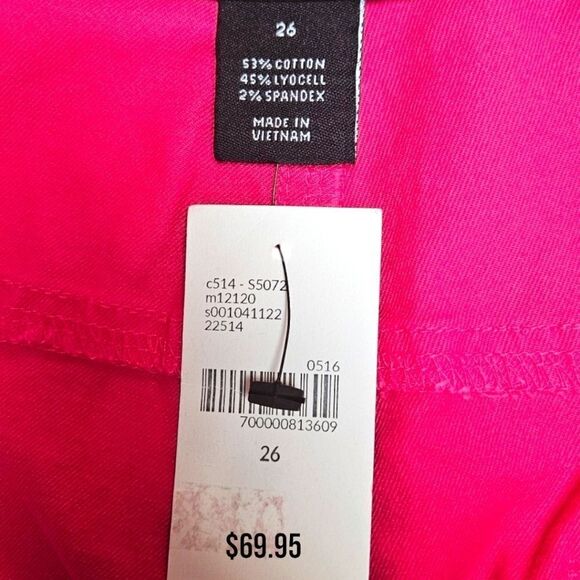 26
53% COTTON
45% LYOCELL
2% SPANDEX
MADE IN
VIETNAM
c514 - S5072
m12120
s001041122
22514
0516
700000813609
26
$69.95